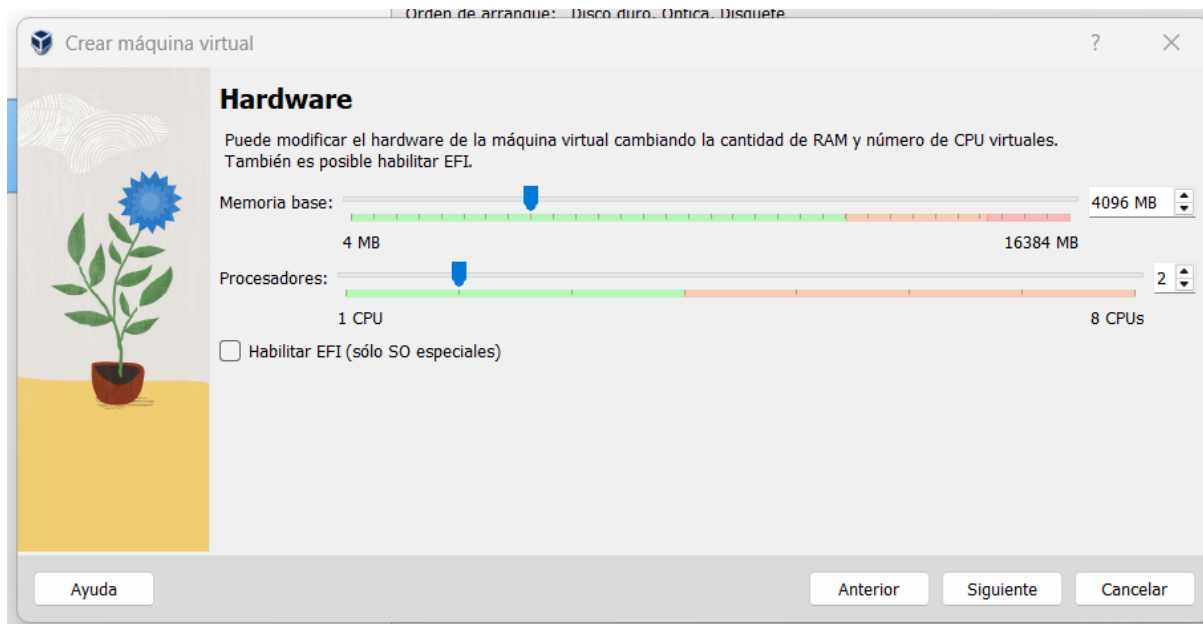 Orden de arranque: Disco duro, Óptica, Disquete
Crear máquina virtual
?
Hardware
Puede modificar el hardware de la máquina virtual cambiando la cantidad de RAM y número de CPU virtuales.
También es posible habilitar EFI.
Memoria base:
4096 MB
4 MB
16384 MB
Procesadores:
2
1 CPU
8 CPUs
Habilitar EFI (sólo SO especiales)
Ayuda
Anterior
Siguiente
Cancelar